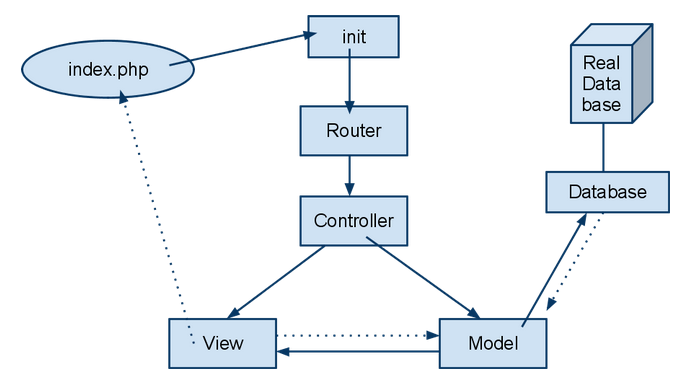 index.php
init
Real
Data
base
Router
Database
Controller
View
Model